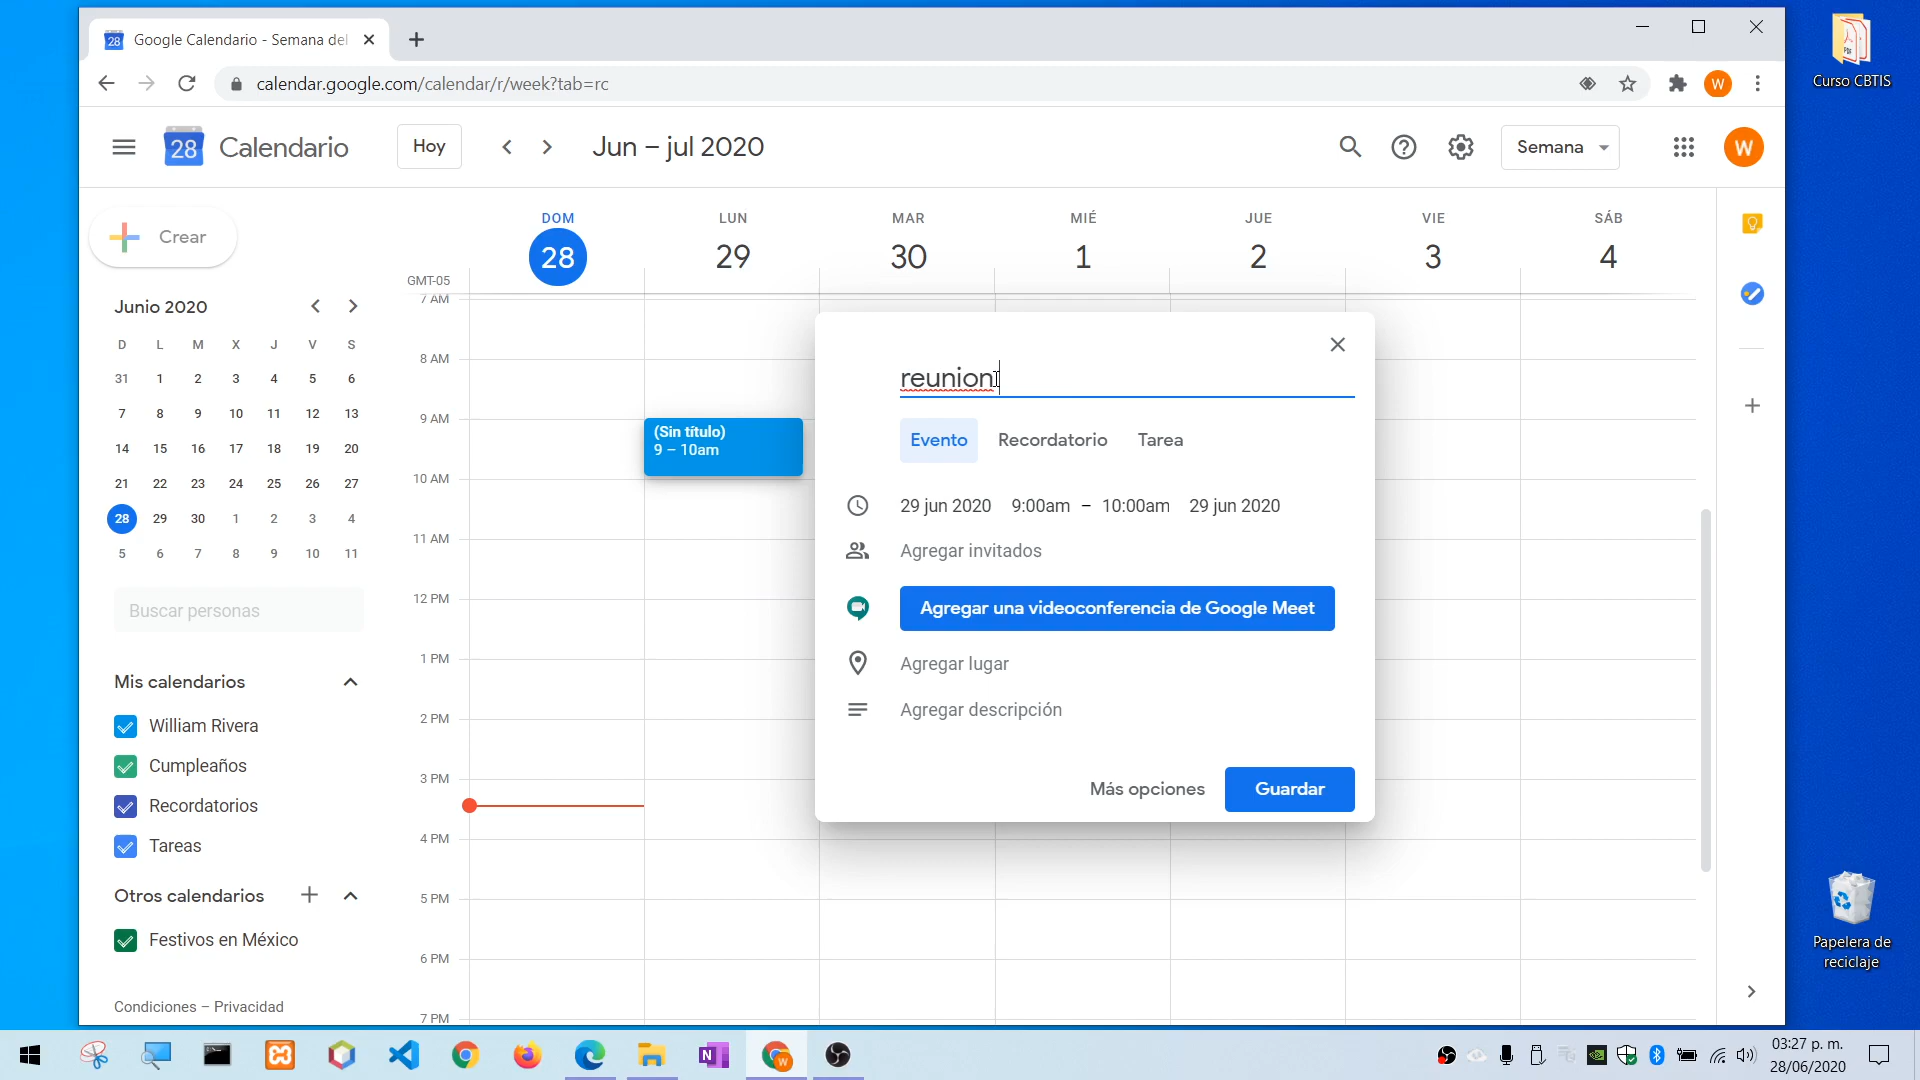 28 Google Calendario - Semana del
calendar.google.com/calendar/r/week?tab=rc
W
28 Calendario
Hoy
Jun – jul 2020
Semana
W
Crear
GMT-05
DOM LUN MAR MIÉ JUE VIE SÁB
28 29 30 1 2 3 4
Junio 2020
D L M X J V S
31 1 2 3 4 5 6
7 8 9 10 11 12 13
14 15 16 17 18 19 20
21 22 23 24 25 26 27
28 29 30 1 2 3 4
5 6 7 8 9 10 11
Buscar personas
Mis calendarios
William Rivera
Cumpleaños
Recordatorios
Tareas
Otros calendarios
Festivos en México
Condiciones – Privacidad
7 AM
8 AM
9 AM
10 AM
11 AM
12 PM
1 PM
2 PM
3 PM
4 PM
5 PM
6 PM
7 PM
(Sin título)
9 – 10am
reunion
Evento Recordatorio Tarea
29 jun 2020 9:00am – 10:00am 29 jun 2020
Agregar invitados
Agregar una videoconferencia de Google Meet
Agregar lugar
Agregar descripción
Más opciones Guardar
PDF
Curso CBTIS
Papelera de
reciclaje
N
W
03:27 p. m.
28/06/2020